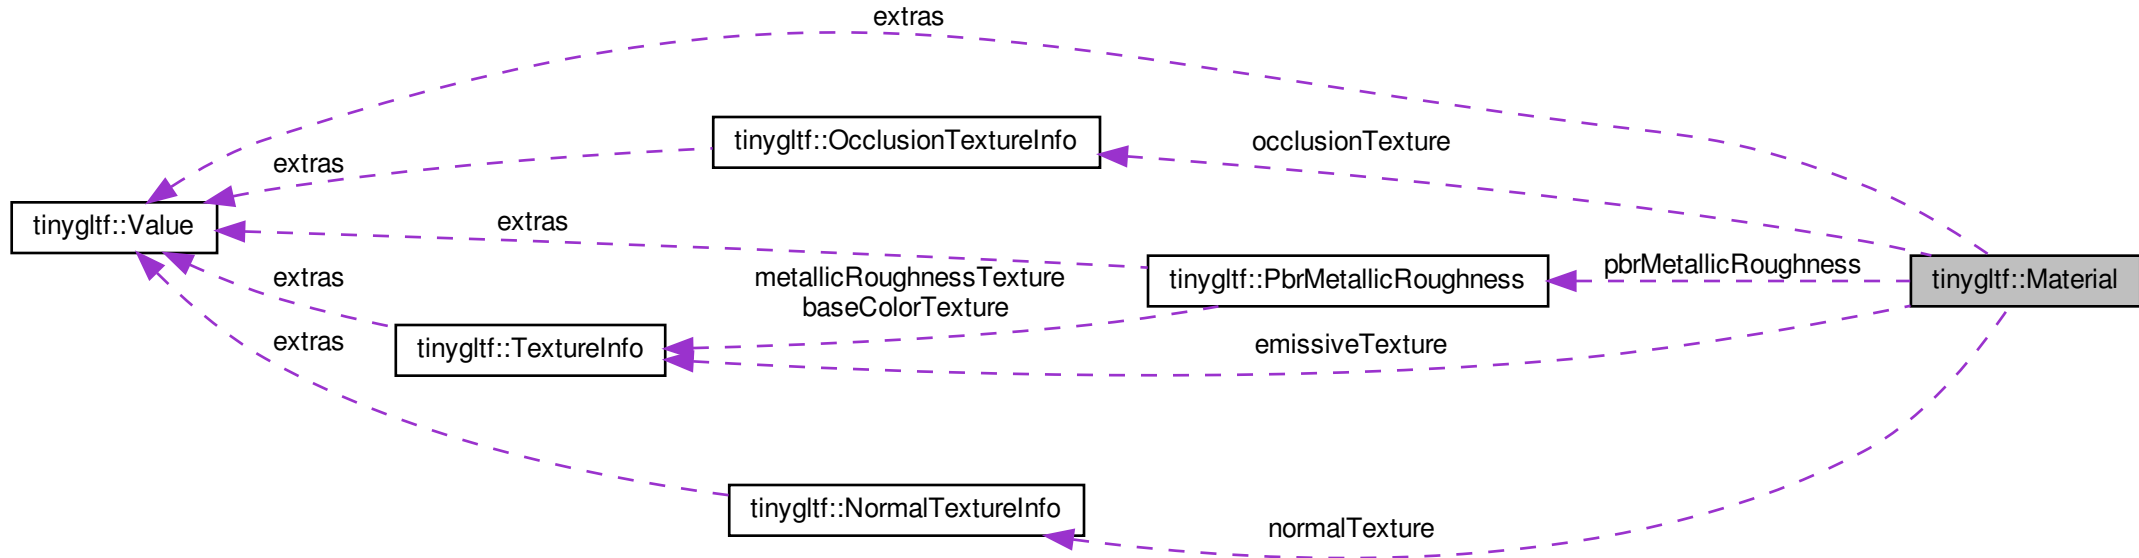 extras
tinygltf::OcclusionTextureInfo
occlusionTexture
extras
tinygltf::Value
extras
pbrMetallicRoughness
tinygltf::PbrMetallicRoughness
tinygltf::Material
extras
metallicRoughnessTexture
baseColorTexture
extras
tinygltf::TextureInfo
emissiveTexture
tinygltf::NormalTextureInfo
normalTexture